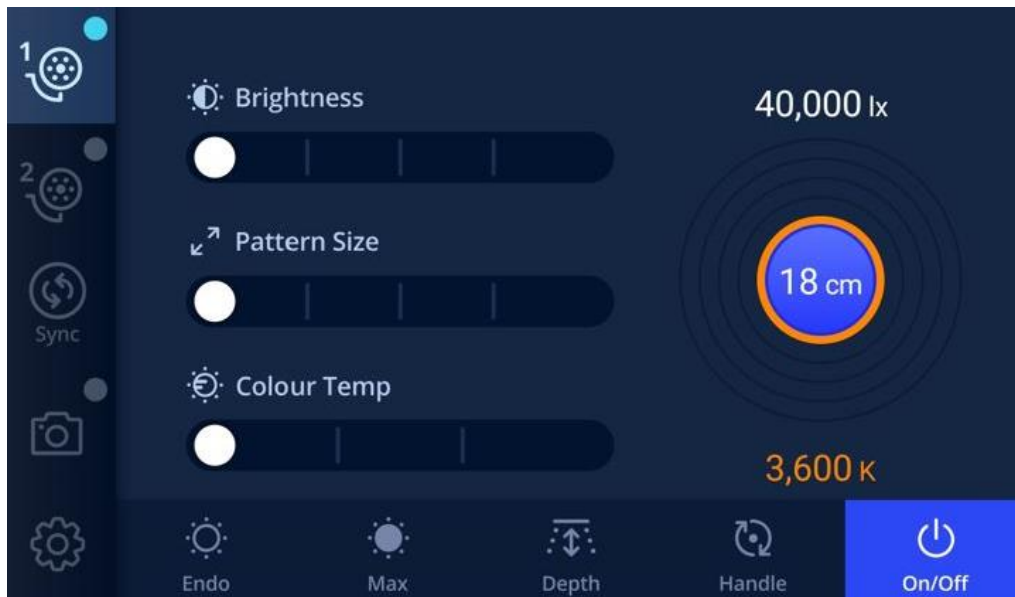 1
2
Sync
Brightness
Pattern Size
Colour Temp
40,000 lx
18 cm
3,600 K
Endo
Max
Depth
Handle
On/Off